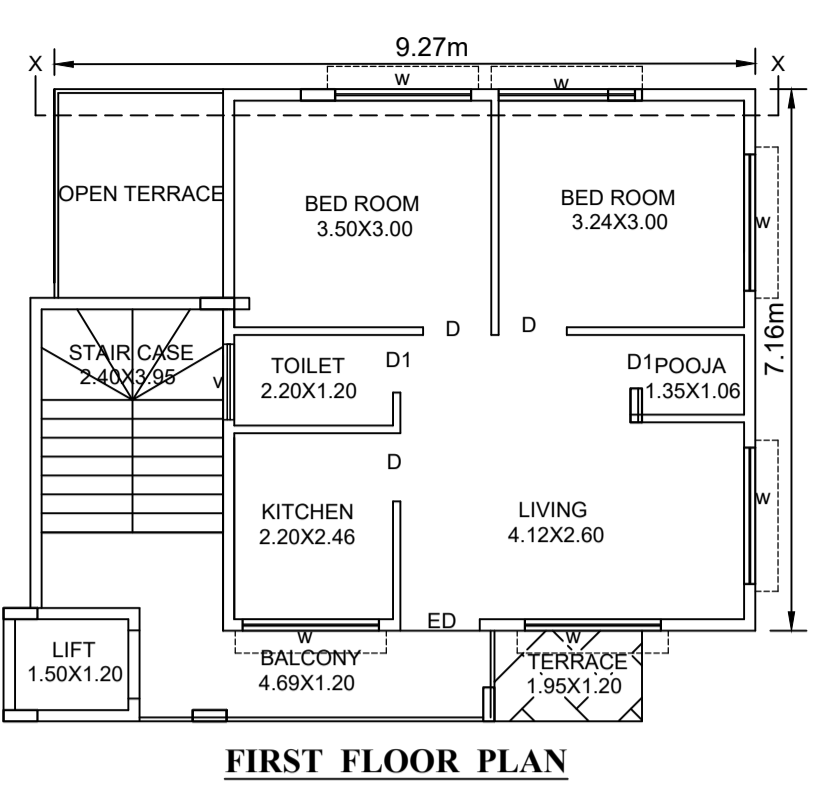 9.27m
X
X
W
W
OPEN TERRACE
BED ROOM
3.50X3.00
BED ROOM
3.24X3.00
W
7.16m
D
D
STAIR CASE
2.40X3.95
V
TOILET
2.20X1.20
D1
D1
POOJA
1.35X1.06
D
KITCHEN
2.20X2.46
LIVING
4.12X2.60
W
ED
W
W
LIFT
1.50X1.20
BALCONY
4.69X1.20
TERRACE
1.95X1.20
FIRST FLOOR PLAN